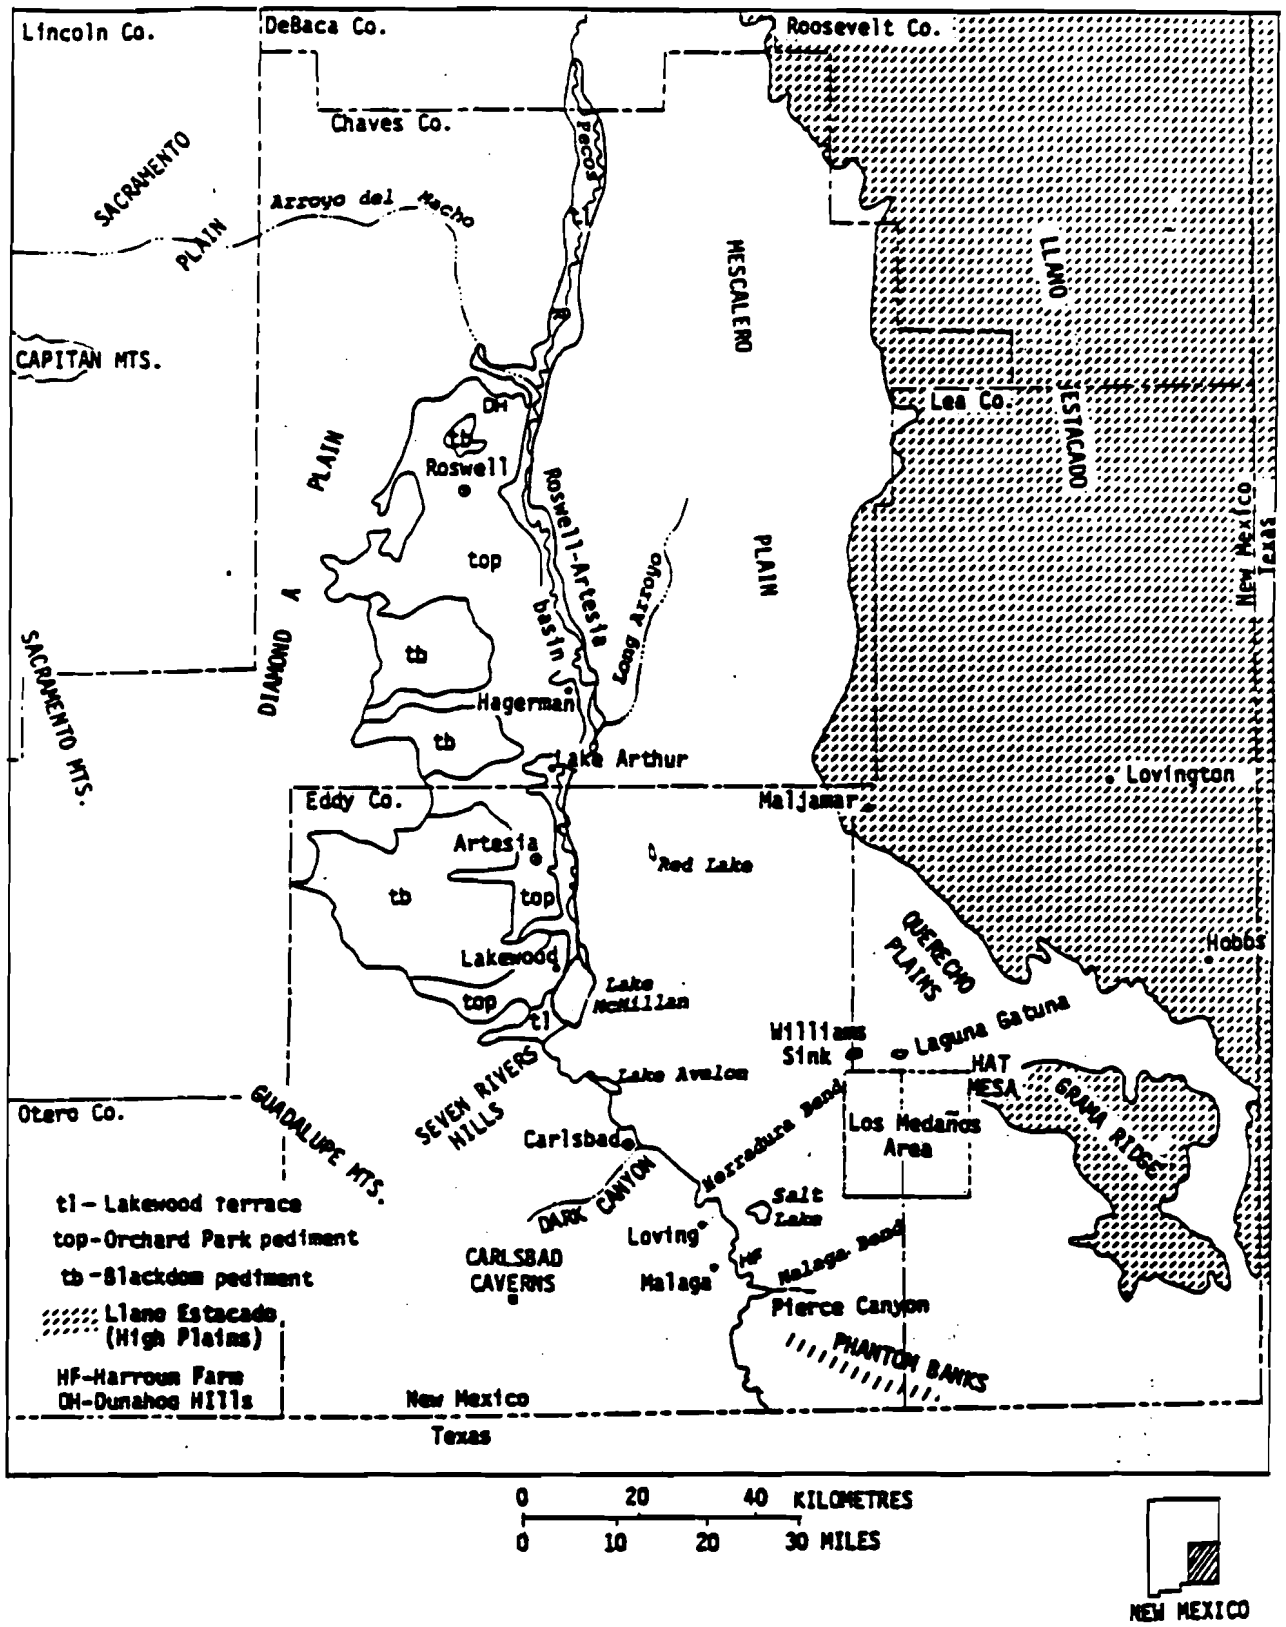 Lincoln Co.
DeBaca Co.
Roosevelt Co.
Chaves Co.
Pecos
SACRAMENTO
PLAIN
Arroyo del Macho
tl
MESCALERO
LLANO
CAPITAN MTS.
DH
Lea Co.
ESTACADO
tb
Roswell
PLAIN
Roswell-Artesia
basin
top
PLAIN
New Mexico
Texas
A
Long Arroyo
SACRAMENTO MTS.
DIAMOND
tb
Hagerman
tb
Lake Arthur
Lovington
Eddy Co.
Maljamar
Artesia
Red Lake
tb
top
QUERECHO
PLAINS
Hobbs
Lakewood
Lake
McMillan
top
tl
Laguna Gatuna
Williams
Sink
SEVEN RIVERS
HILLS
Lake Avalon
HAT
MESA
GRAMA RIDGE
Otero Co.
GUADALUPE MTS.
Nerradura Bend
Los Medaños
Area
Carlsbad
DARK CANYON
Salt
Lake
tl- Lakewood Terrace
top-Orchard Park pediment
tb-Blackdom pediment
Llano Estacado
(High Plains)
HF-Harroun Farm
DH-Dunahoo Hills
CARLSBAD
CAVERNS
Loving
HF
Malaga Bend
Malaga
Pierce Canyon
PHANTOM BANKS
New Mexico
Texas
0 20 40 KILOMETRES
0 10 20 30 MILES
NEW MEXICO